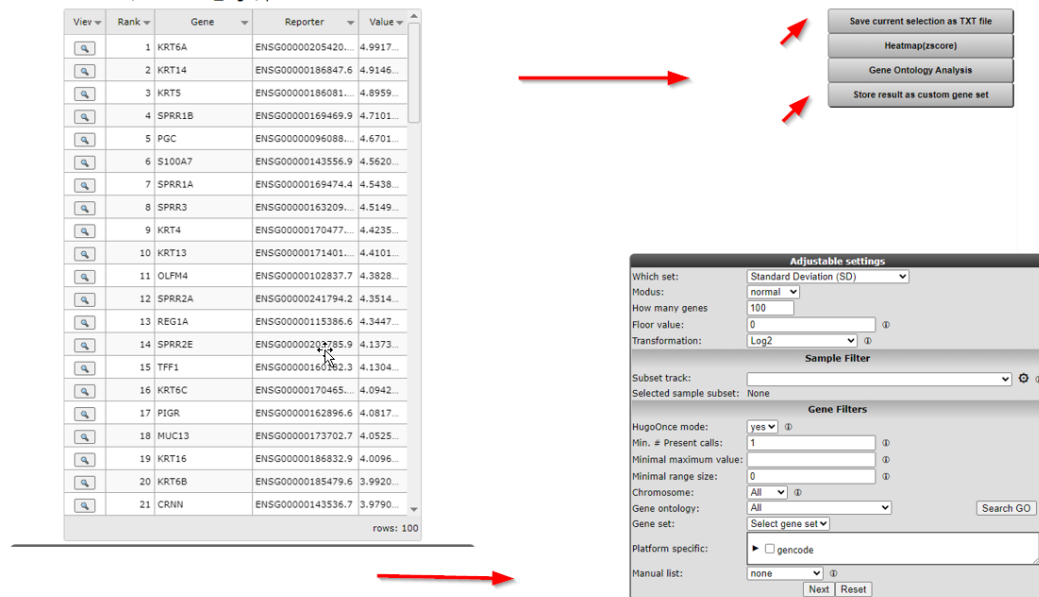 View Rank Gene Reporter Value
1 KRT6A ENSG00000205420.... 4.9917...
2 KRT14 ENSG00000186847.6 4.9146...
3 KRT5 ENSG00000186081.... 4.8959...
4 SPRR1B ENSG00000169469.9 4.7101...
5 PGC ENSG00000096088.... 4.6701...
6 S100A7 ENSG00000143556.9 4.5620...
7 SPRR1A ENSG00000169474.4 4.5438...
8 SPRR3 ENSG00000163209.... 4.5149...
9 KRT4 ENSG00000170477.... 4.4235...
10 KRT13 ENSG00000171401.... 4.4101...
11 OLFM4 ENSG00000102837.7 4.3828...
12 SPRR2A ENSG00000241794.2 4.3514...
13 REG1A ENSG00000115386.6 4.3447...
14 SPRR2E 4.1373...
15 TFF1 4.1304...
16 KRT6C ENSG00000170465.... 4.0942...
17 PIGR ENSG00000162896.6 4.0817...
18 MUC13 ENSG00000173702.7 4.0525...
19 KRT16 ENSG00000186832.9 4.0096...
20 KRT6B ENSG00000185479.6 3.9920...
21 CRNN ENSG00000143536.7 3.9790...
rows: 100
Save current selection as TXT file
Heatmap(zscore)
Gene Ontology Analysis
Store result as custom gene set
Adjustable settings
Which set: Standard Deviation (SD)
Modus: normal
How many genes 100
Floor value: 0
Transformation: Log2
Sample Filter
Subset track:
Selected sample subset: None
Gene Filters
HugoOnce mode: yes
Min. # Present calls: 1
Minimal maximum value:
Minimal range size: 0
Chromosome: All
Gene ontology: All Search GO
Gene set: Select gene set
Platform specific: gencode
Manual list: none
Next Reset